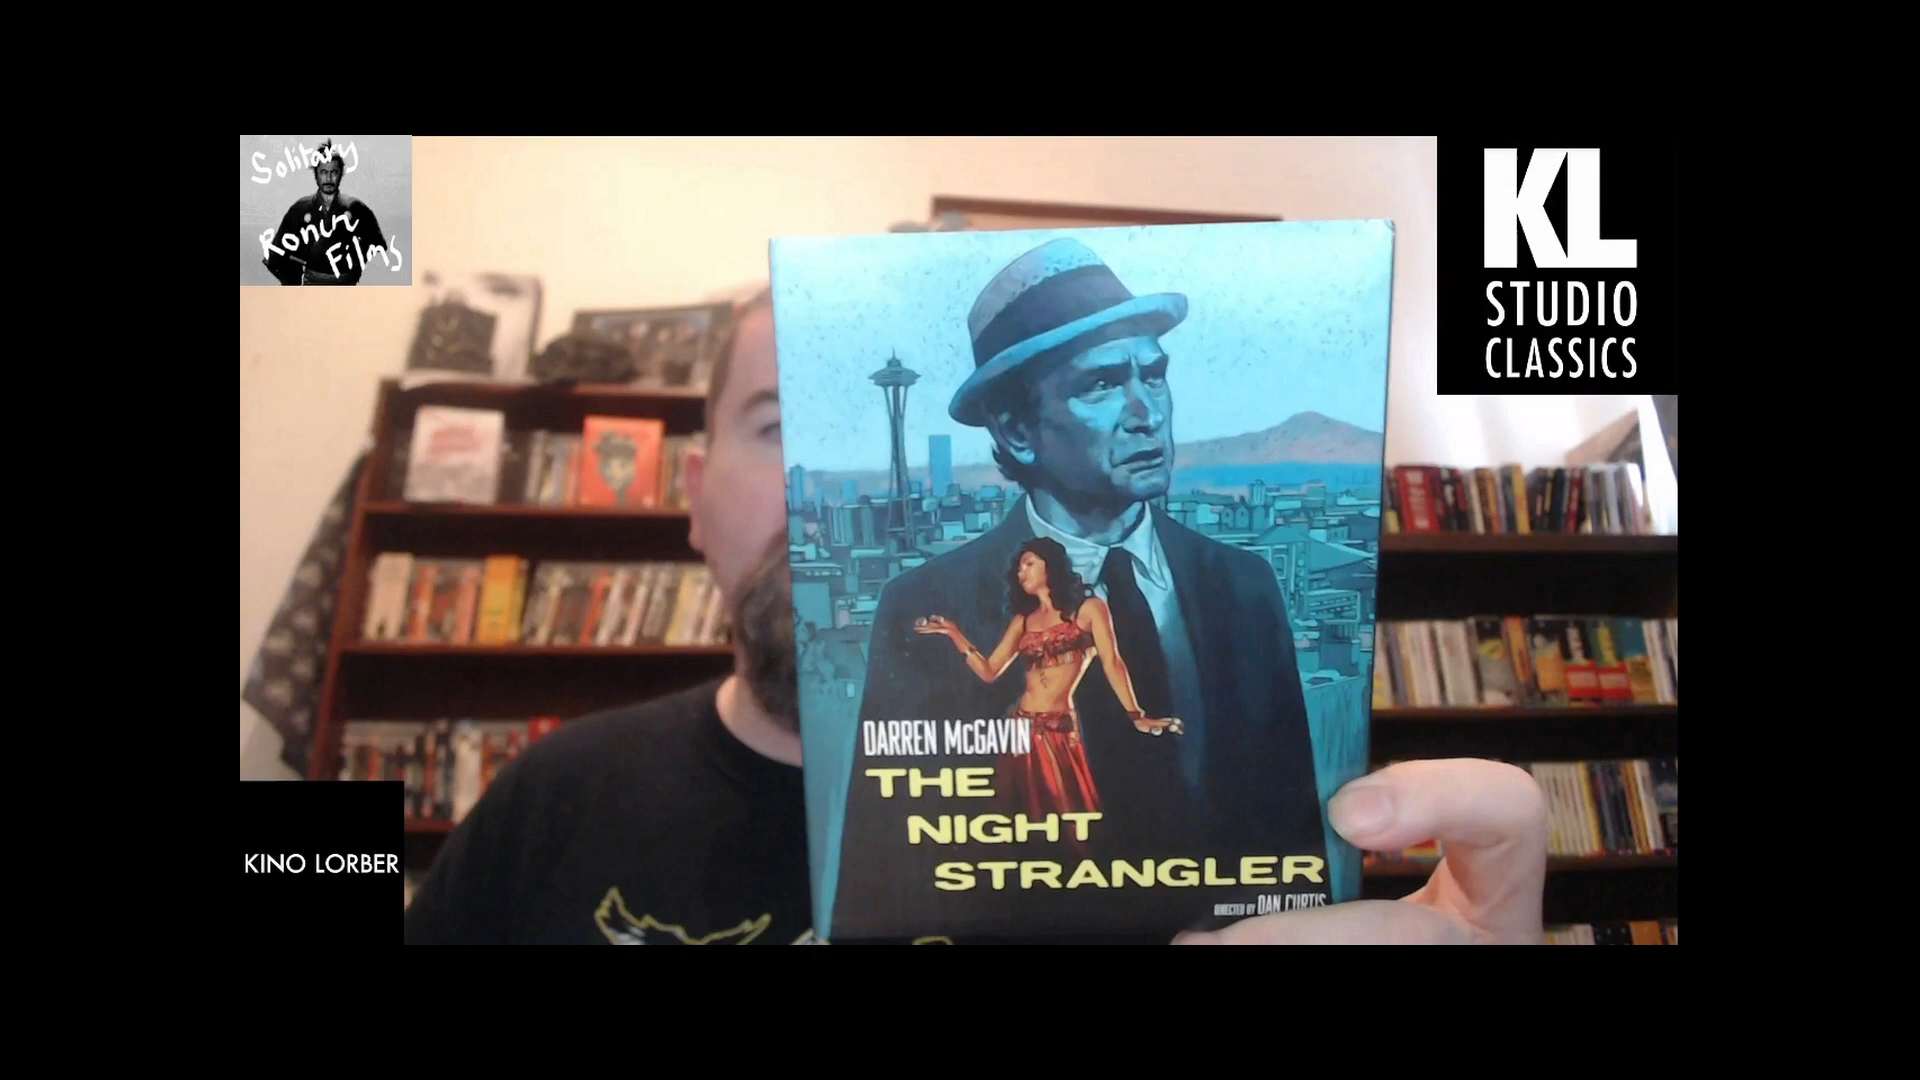 Solitary
Ronin
Films
KL
STUDIO
CLASSICS
DARREN McGAVIN
THE
NIGHT
STRANGLER
DIRECTED BY DAN CURTIS
KINO LORBER